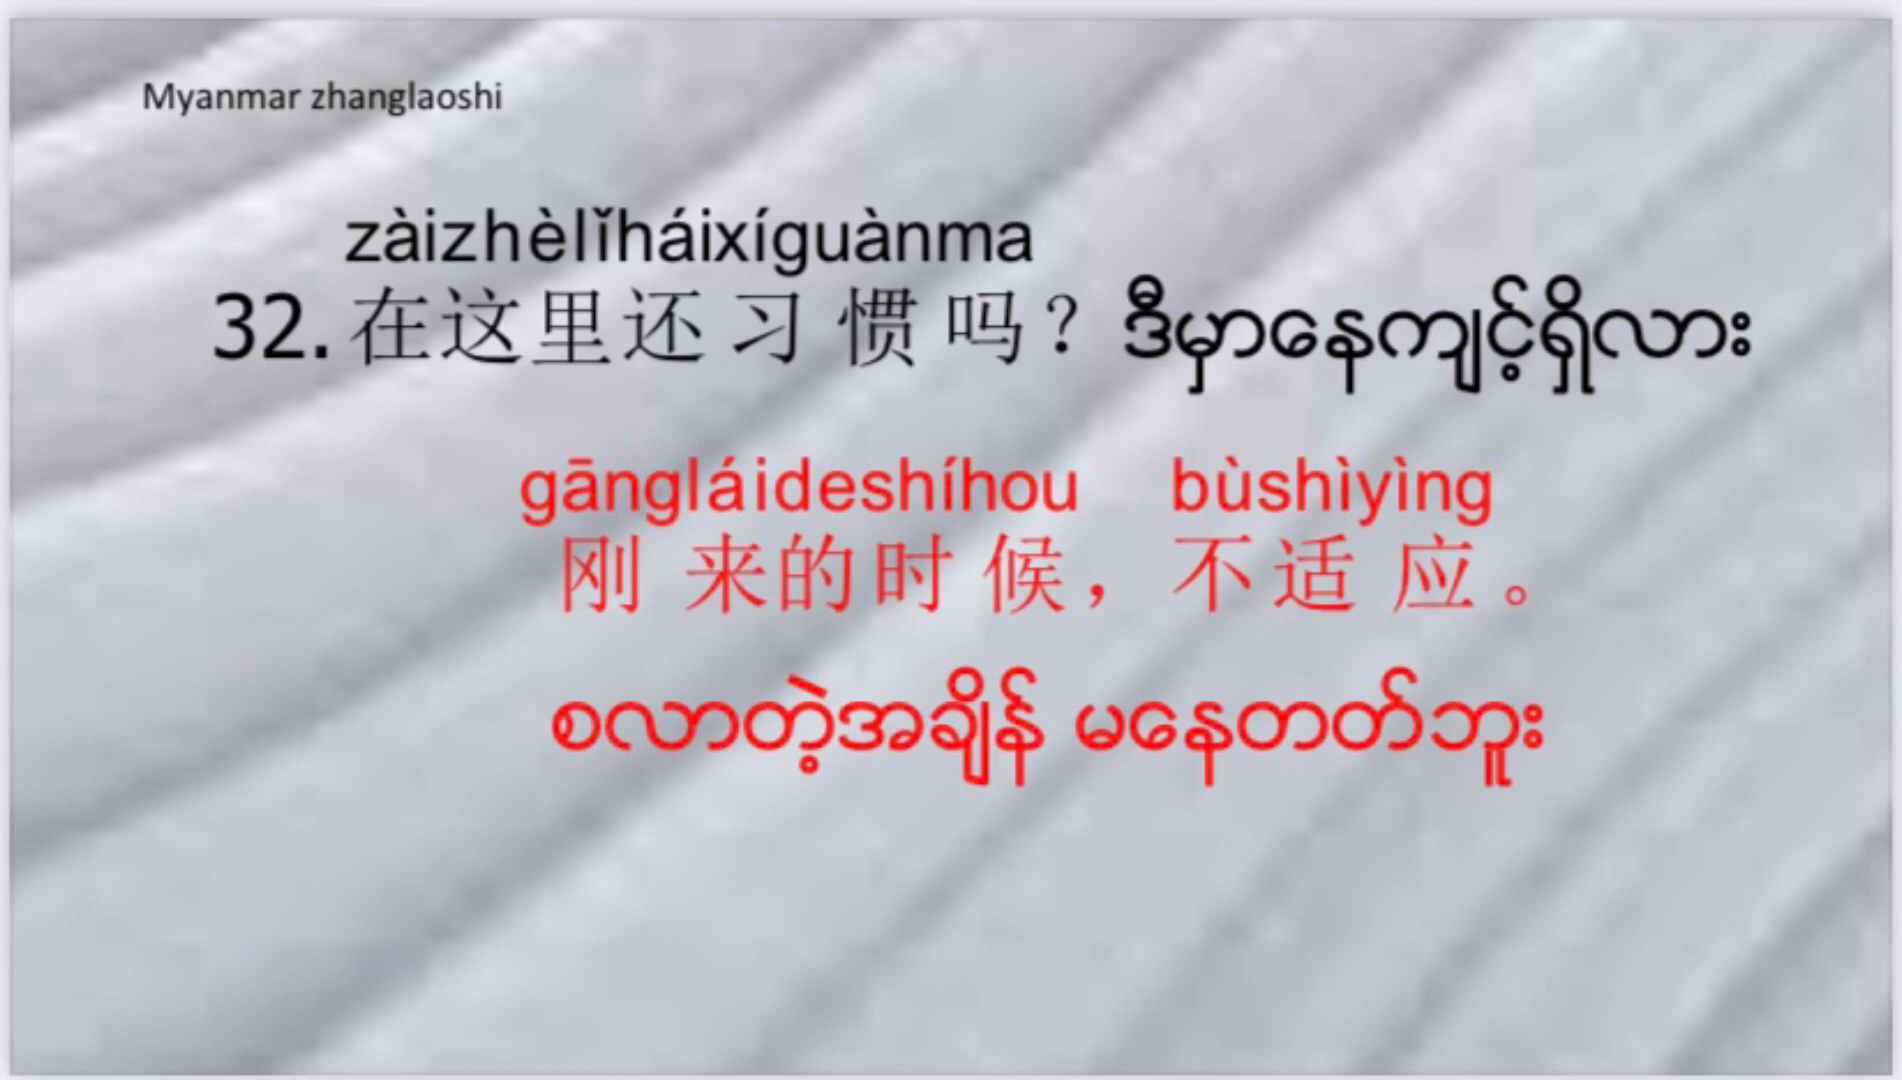 Myanmar zhanglaoshi
zàizhèlǐháixíguànma
32. 在这里还习惯吗？ ဒီမှာနေကျင့်ရှိလား
gāngláideshíhou bùshìyìng
刚来的时候，不适应。
စလာတဲ့အချိန် မနေတတ်ဘူး